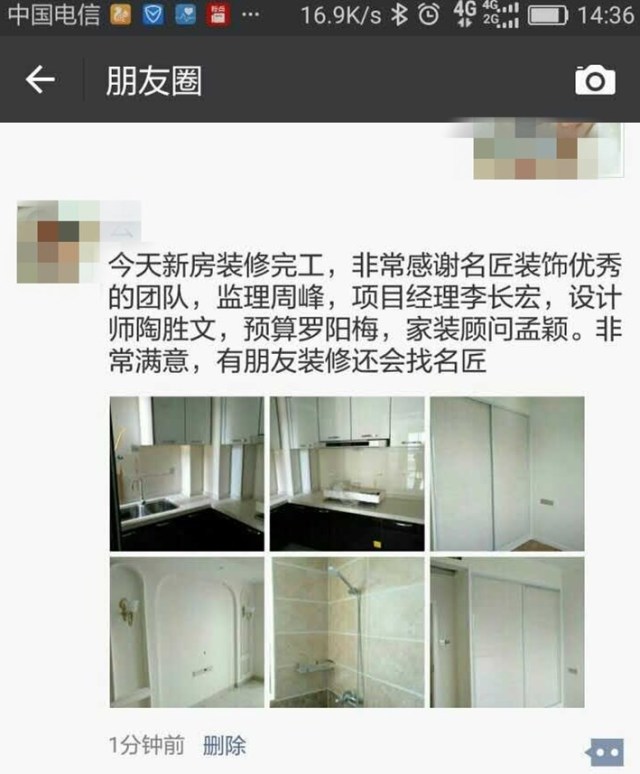 中国电信 ··· 16.9K/s 4G 4G 2G 14:36
朋友圈
今天新房装修完工，非常感谢名匠装饰优秀
的团队，监理周峰，项目经理李长宏，设计
师陶胜文，预算罗阳梅，家装顾问孟颖。非
常满意，有朋友装修还会找名匠
1分钟前 删除